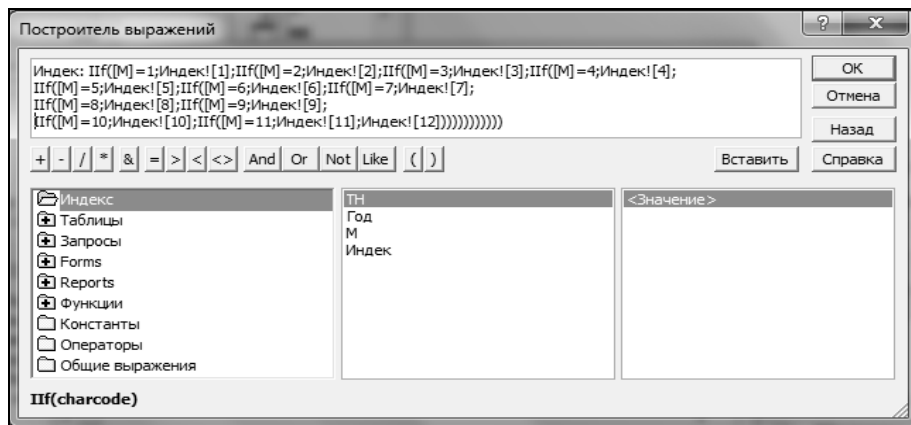 Построитель выражений
Индек: IIf([M]=1;Индек![1];IIf([M]=2;Индек![2];IIf([M]=3;Индек![3];IIf([M]=4;Индек![4];
IIf([M]=5;Индек![5];IIf([M]=6;Индек![6];IIf([M]=7;Индек![7];
IIf([M]=8;Индек![8];IIf([M]=9;Индек![9];
IIf([M]=10;Индек![10];IIf([M]=11;Индек![11];Индек![12])))))))))))
OK
Отмена
Назад
+ - / * & = > < <> And Or Not Like ( ) Вставить Справка
Индекс
Таблицы
Запросы
Forms
Reports
Функции
Константы
Операторы
Общие выражения
ТН
Год
М
Индек
<Значение>
IIf(charcode)